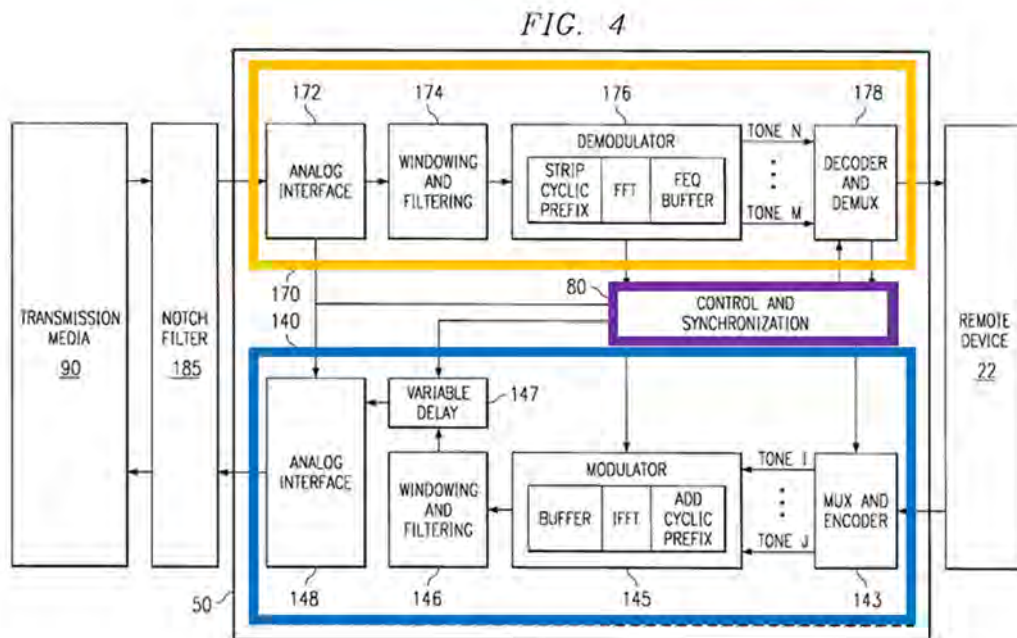 FIG. 4
172
174
176
178
ANALOG
INTERFACE
WINDOWING
AND
FILTERING
DEMODULATOR
STRIP
CYCLIC
PREFIX
FFT
FEQ
BUFFER
TONE N
TONE M
DECODER
AND
DEMUX
TRANSMISSION
MEDIA
90
NOTCH
FILTER
185
170
140
80
CONTROL AND
SYNCHRONIZATION
REMOTE
DEVICE
22
VARIABLE
DELAY
147
ANALOG
INTERFACE
WINDOWING
AND
FILTERING
MODULATOR
BUFFER
IFFT
ADD
CYCLIC
PREFIX
TONE I
TONE J
MUX AND
ENCODER
50
148
146
145
143